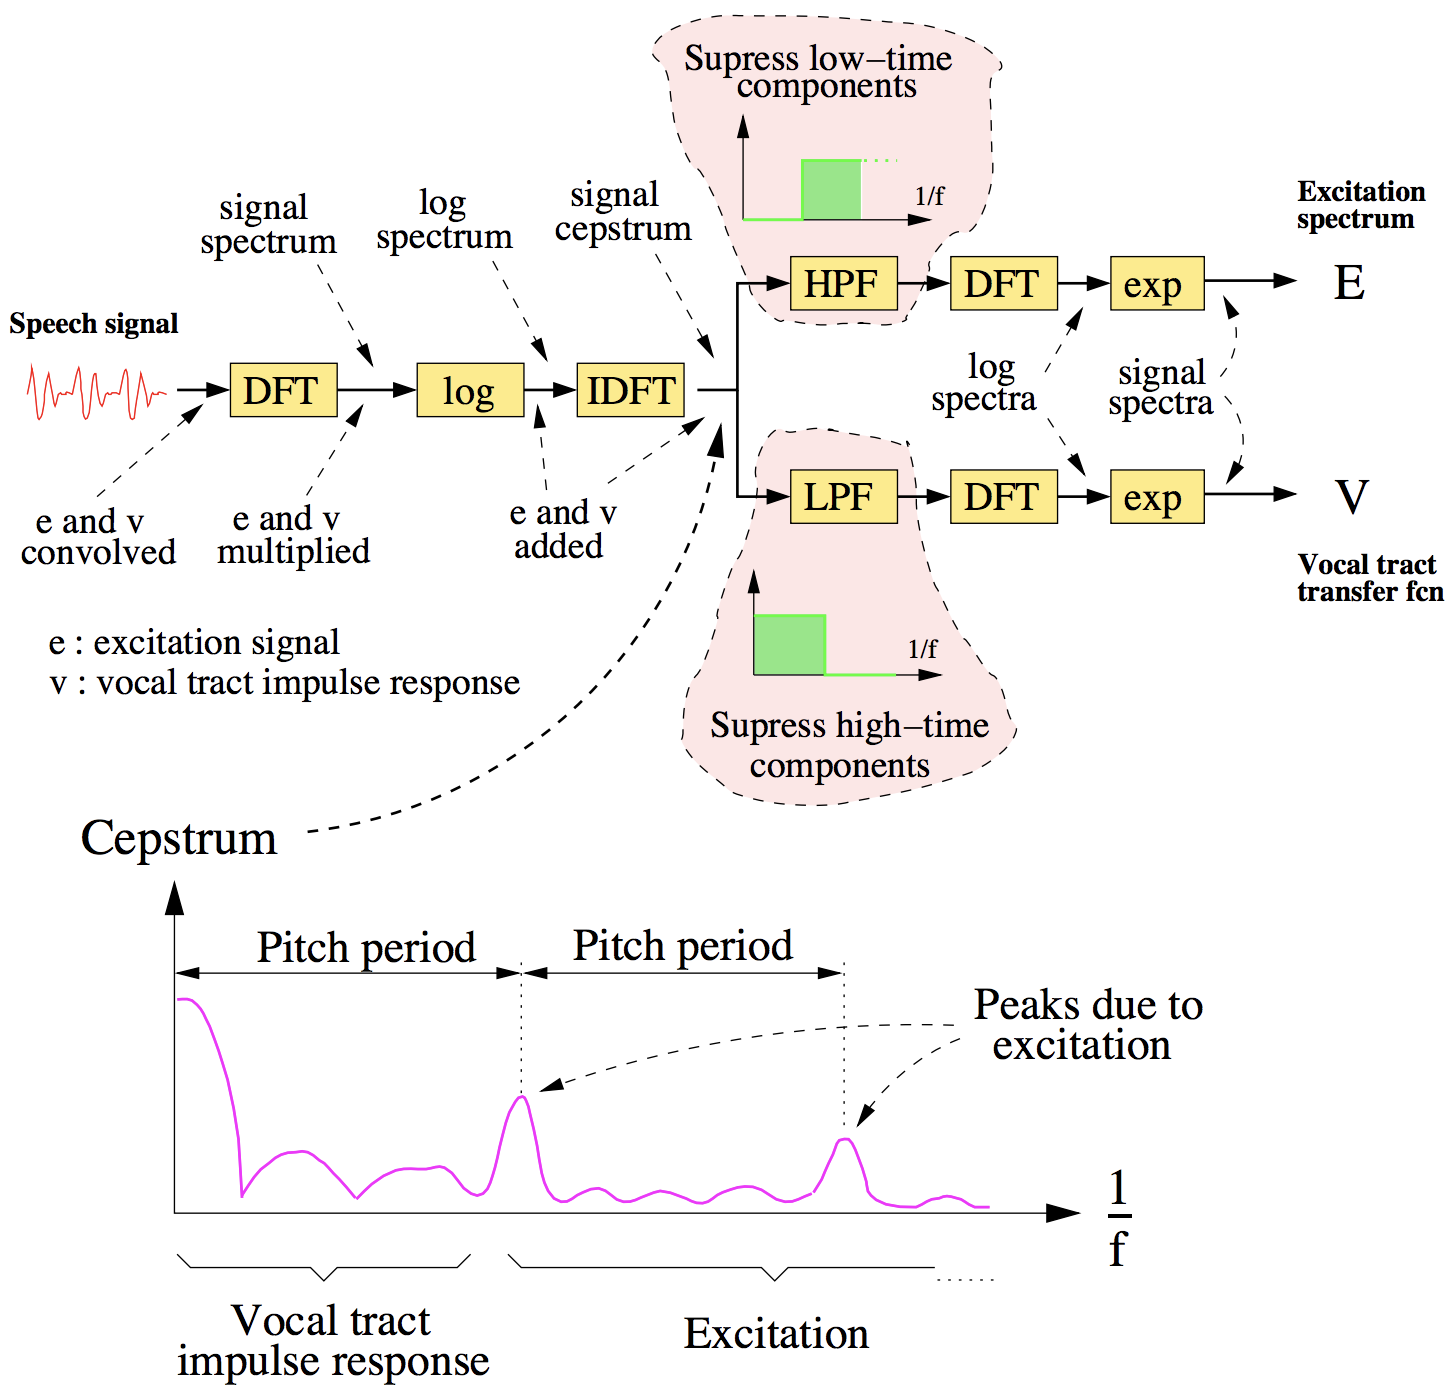 Supress low–time
components
1/f
signal
spectrum
log
spectrum
signal
cepstrum
Excitation
spectrum
HPF
DFT
exp
E
Speech signal
DFT
log
IDFT
log
spectra
signal
spectra
e and v
convolved
e and v
multiplied
e and v
added
LPF
DFT
exp
V
Vocal tract
transfer fcn
e : excitation signal
v : vocal tract impulse response
1/f
Supress high–time
components
Cepstrum
Pitch period
Pitch period
Peaks due to
excitation
1
f
Vocal tract
impulse response
Excitation